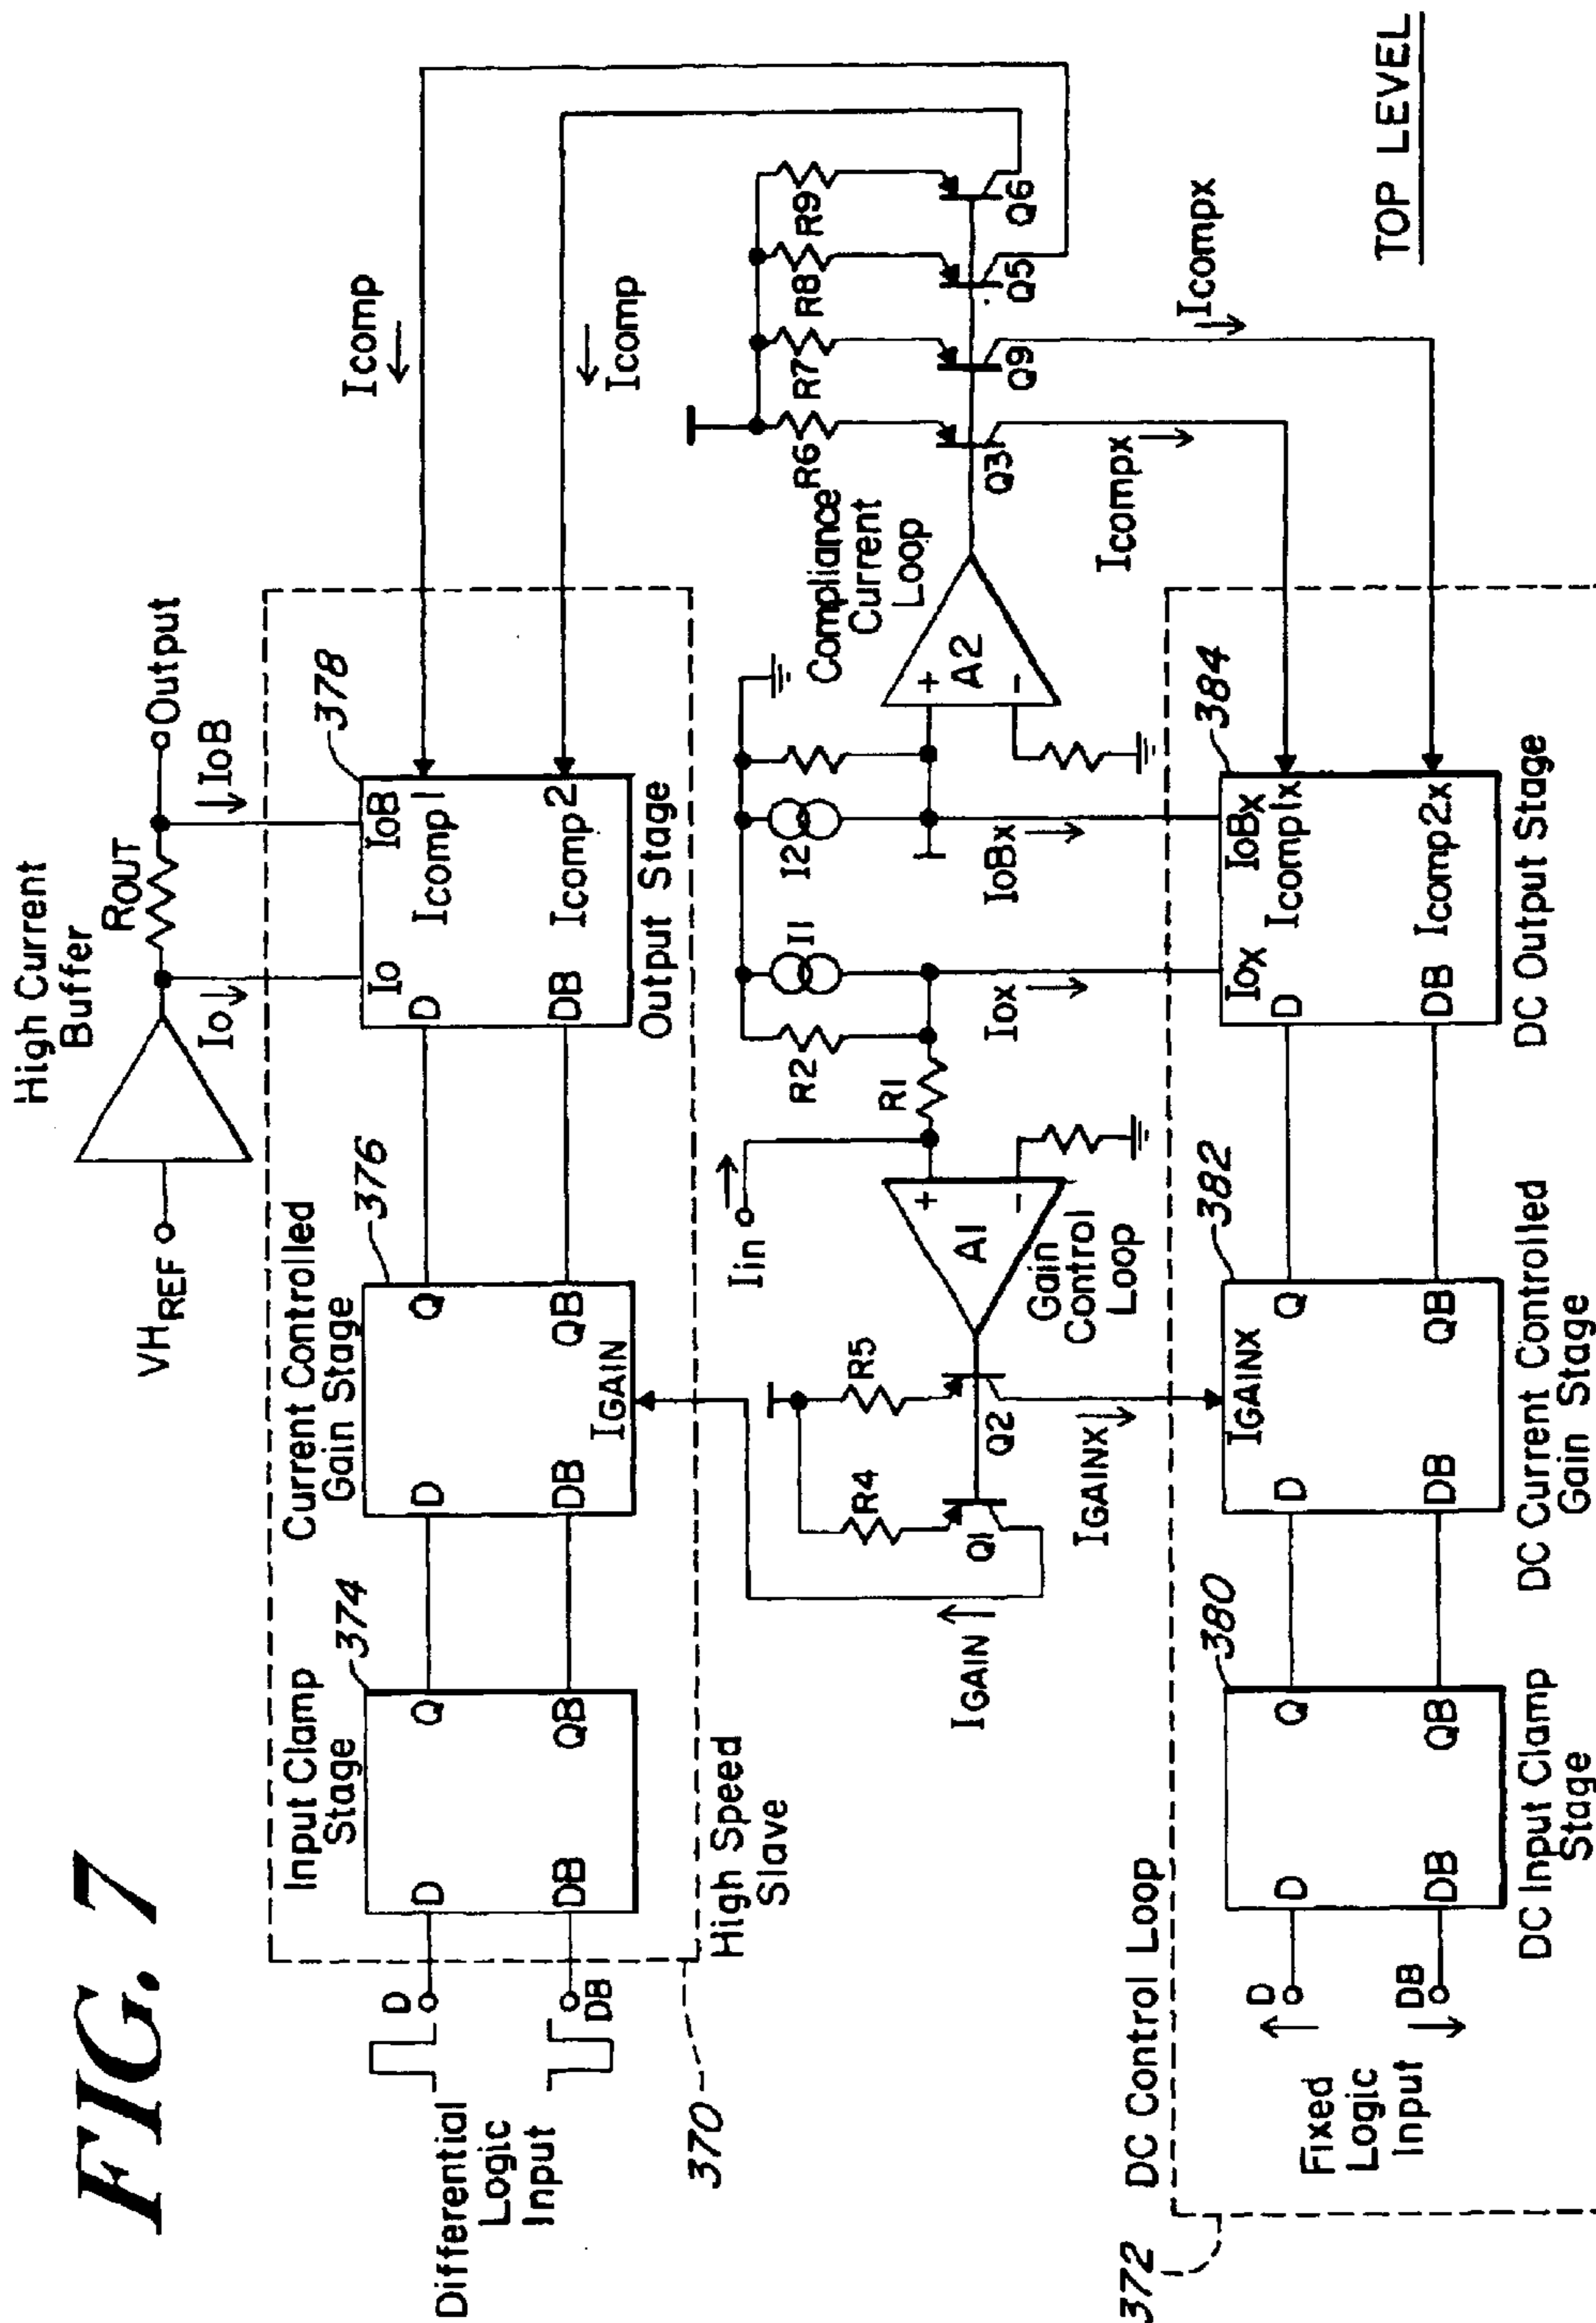 FIG. 7
High Current
Buffer
VHREF
ROUT
Output
Io
IoB
Input Clamp
Stage
374
Current Controlled
Gain Stage
376
378
Differential
Logic
Input
D
DB
D
DB
Q
QB
D
DB
Q
QB
IGAIN
Io
IoB
D
DB
Icomp 1
Icomp 2
Output Stage
Icomp
Icomp
High Speed
Slave
370
Iin
R1
R2
I1
I2
A1
+
-
Gain
Control
Loop
R4
R5
Q1
Q2
IGAIN
IGAINX
Iox
IoBx
A2
+
-
Compliance
Current
Loop
R6
R7
R8
R9
Q3
Q9
Q5
Q6
Icompx
Icompx
TOP LEVEL
DC Control Loop
372
Fixed
Logic
Input
D
DB
380
D
DB
Q
QB
DC Input Clamp
Stage
382
IGAINX
D
DB
Q
QB
DC Current Controlled
Gain Stage
384
Iox
IoBx
D
DB
Icomp1x
Icomp2x
DC Output Stage